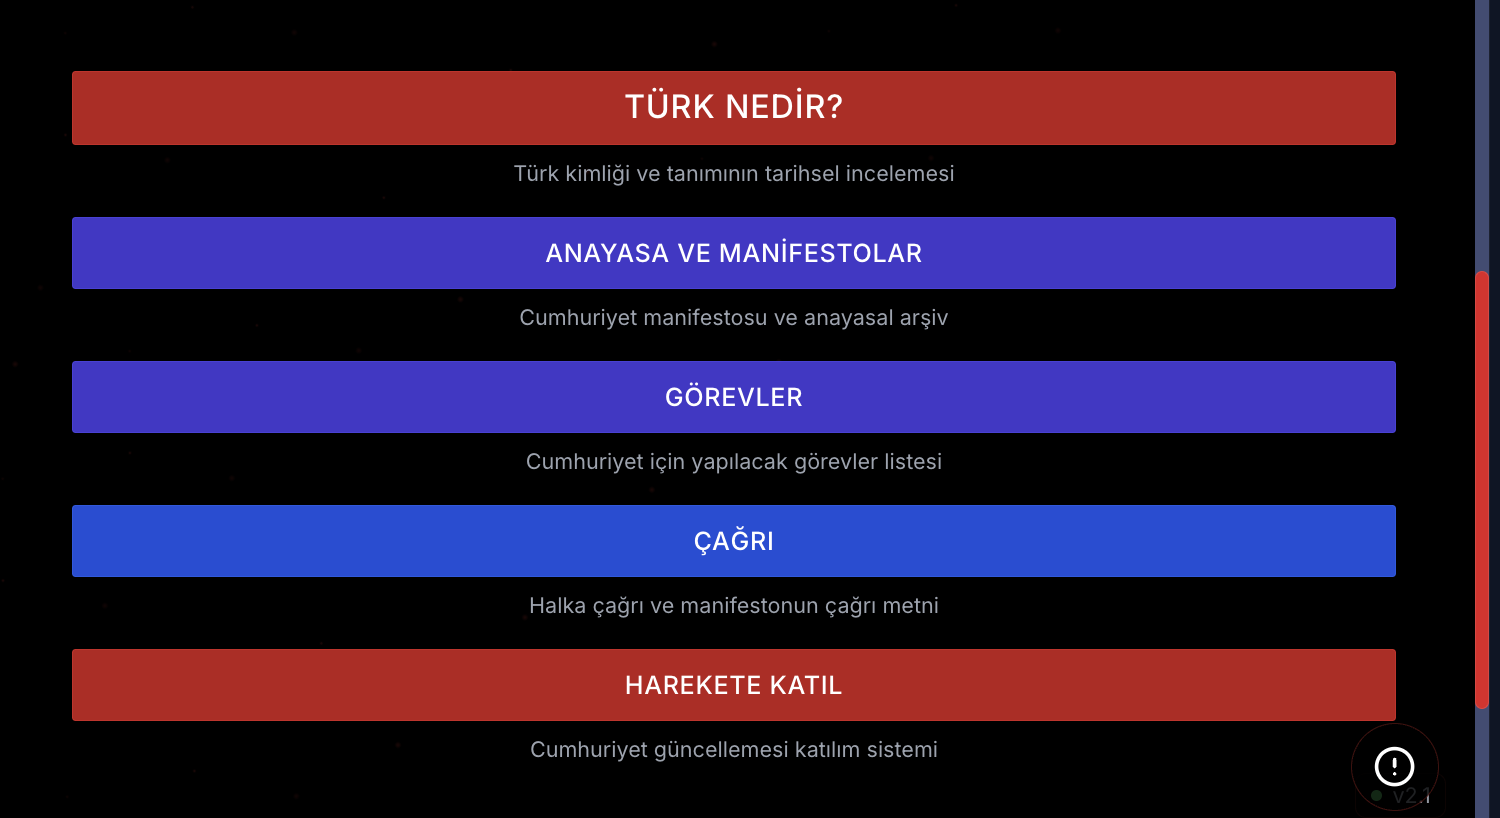 TÜRK NEDİR?
Türk kimliği ve tanımının tarihsel incelemesi
ANAYASA VE MANİFESTOLAR
Cumhuriyet manifestosu ve anayasal arşiv
GÖREVLER
Cumhuriyet için yapılacak görevler listesi
ÇAĞRI
Halka çağrı ve manifestonun çağrı metni
HAREKETE KATIL
Cumhuriyet güncellemesi katılım sistemi
v2.1